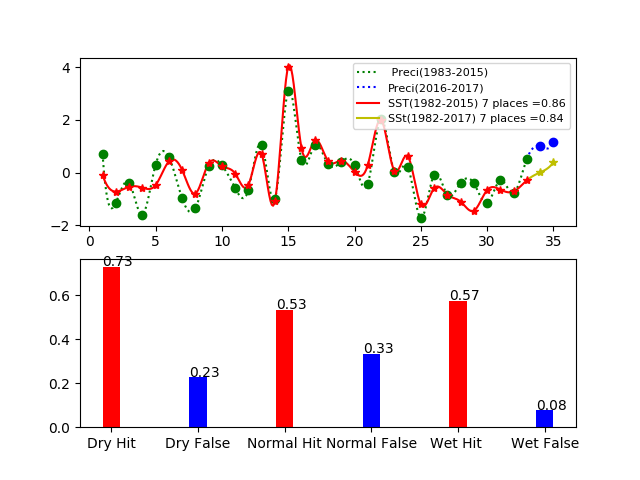 4
2
0
−2
Preci(1983-2015)
Preci(2016-2017)
SST(1982-2015) 7 places =0.86
SSt(1982-2017) 7 places =0.84
0 5 10 15 20 25 30 35
0.6
0.4
0.2
0.0
0.73
0.23
0.53
0.33
0.57
0.08
Dry Hit Dry False Normal Hit Normal False Wet Hit Wet False